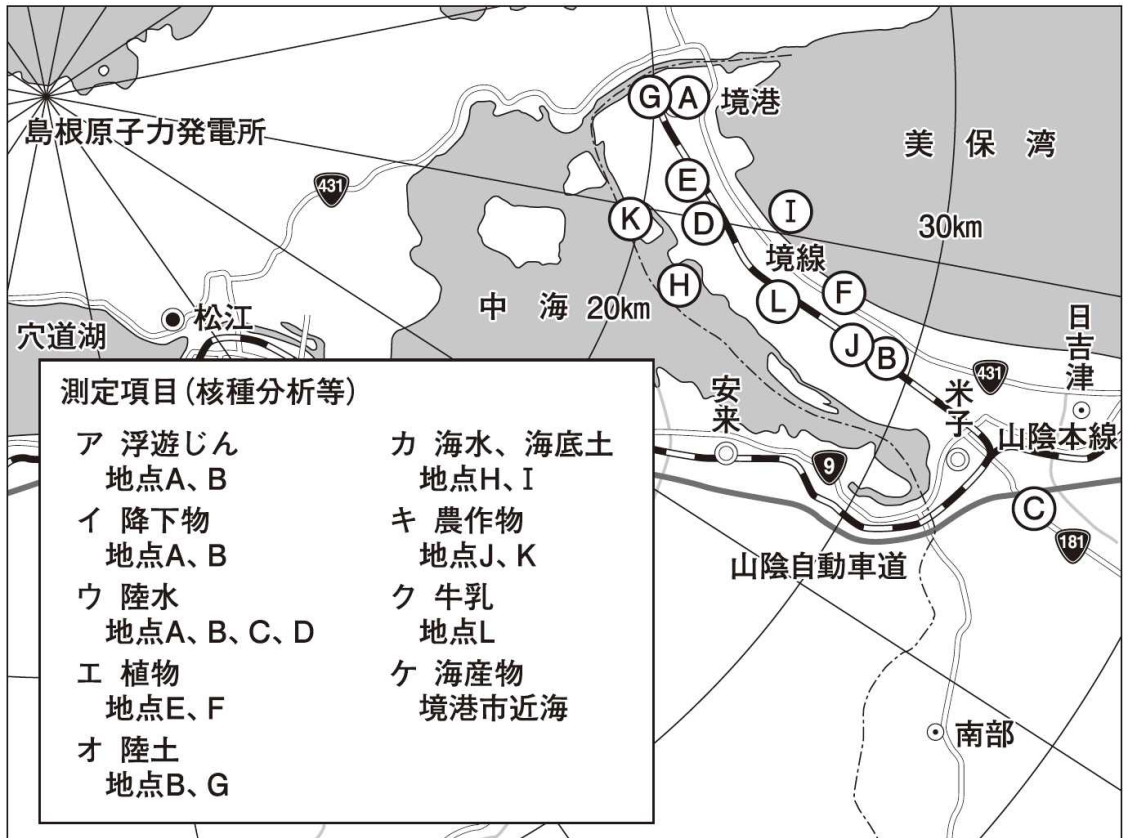 島根原子力発電所
431
G
A
境港
美保湾
E
K
D
I
30km
境線
中海
20km
H
L
F
宍道湖
松江
J
B
431
日吉津
安来
米子
山陰本線
9
C
181
山陰自動車道
南部
測定項目(核種分析等)
ア 浮遊じん
地点A、B
イ 降下物
地点A、B
ウ 陸水
地点A、B、C、D
エ 植物
地点E、F
オ 陸土
地点B、G
カ 海水、海底土
地点H、I
キ 農作物
地点J、K
ク 牛乳
地点L
ケ 海産物
境港市近海